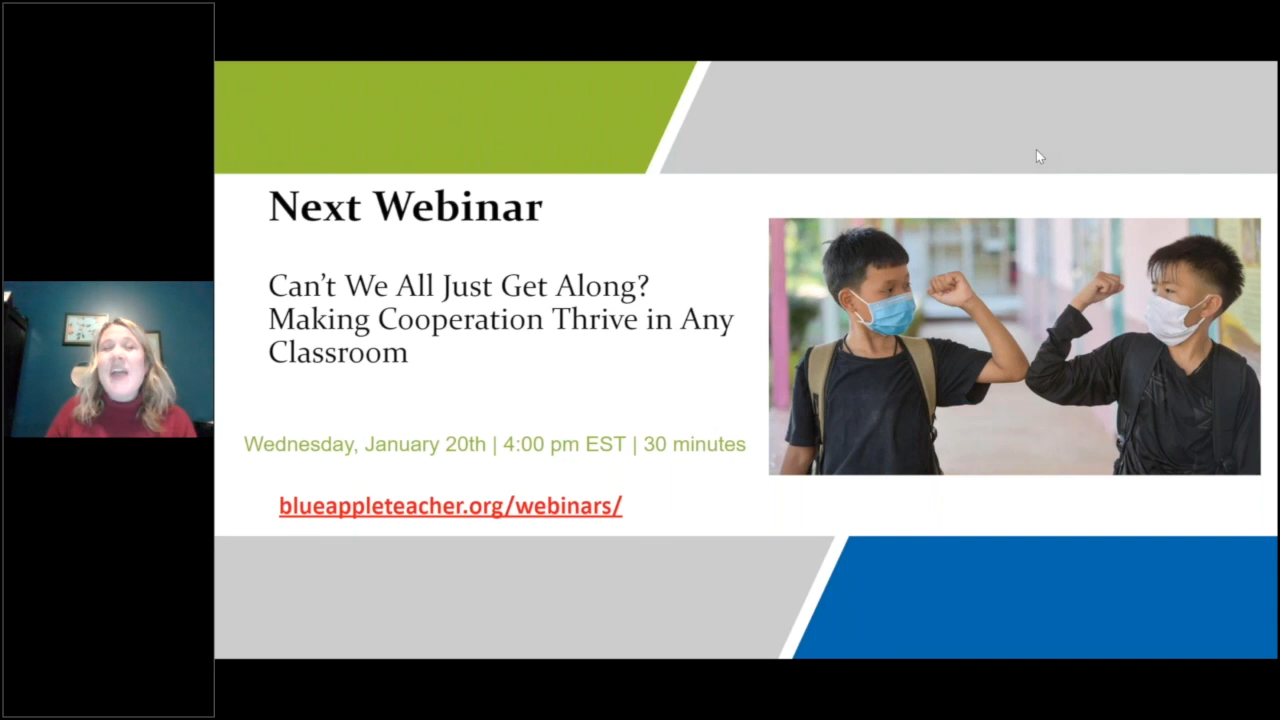 Next Webinar
Can’t We All Just Get Along?
Making Cooperation Thrive in Any
Classroom
Wednesday, January 20th | 4:00 pm EST | 30 minutes
blueappleteacher.org/webinars/